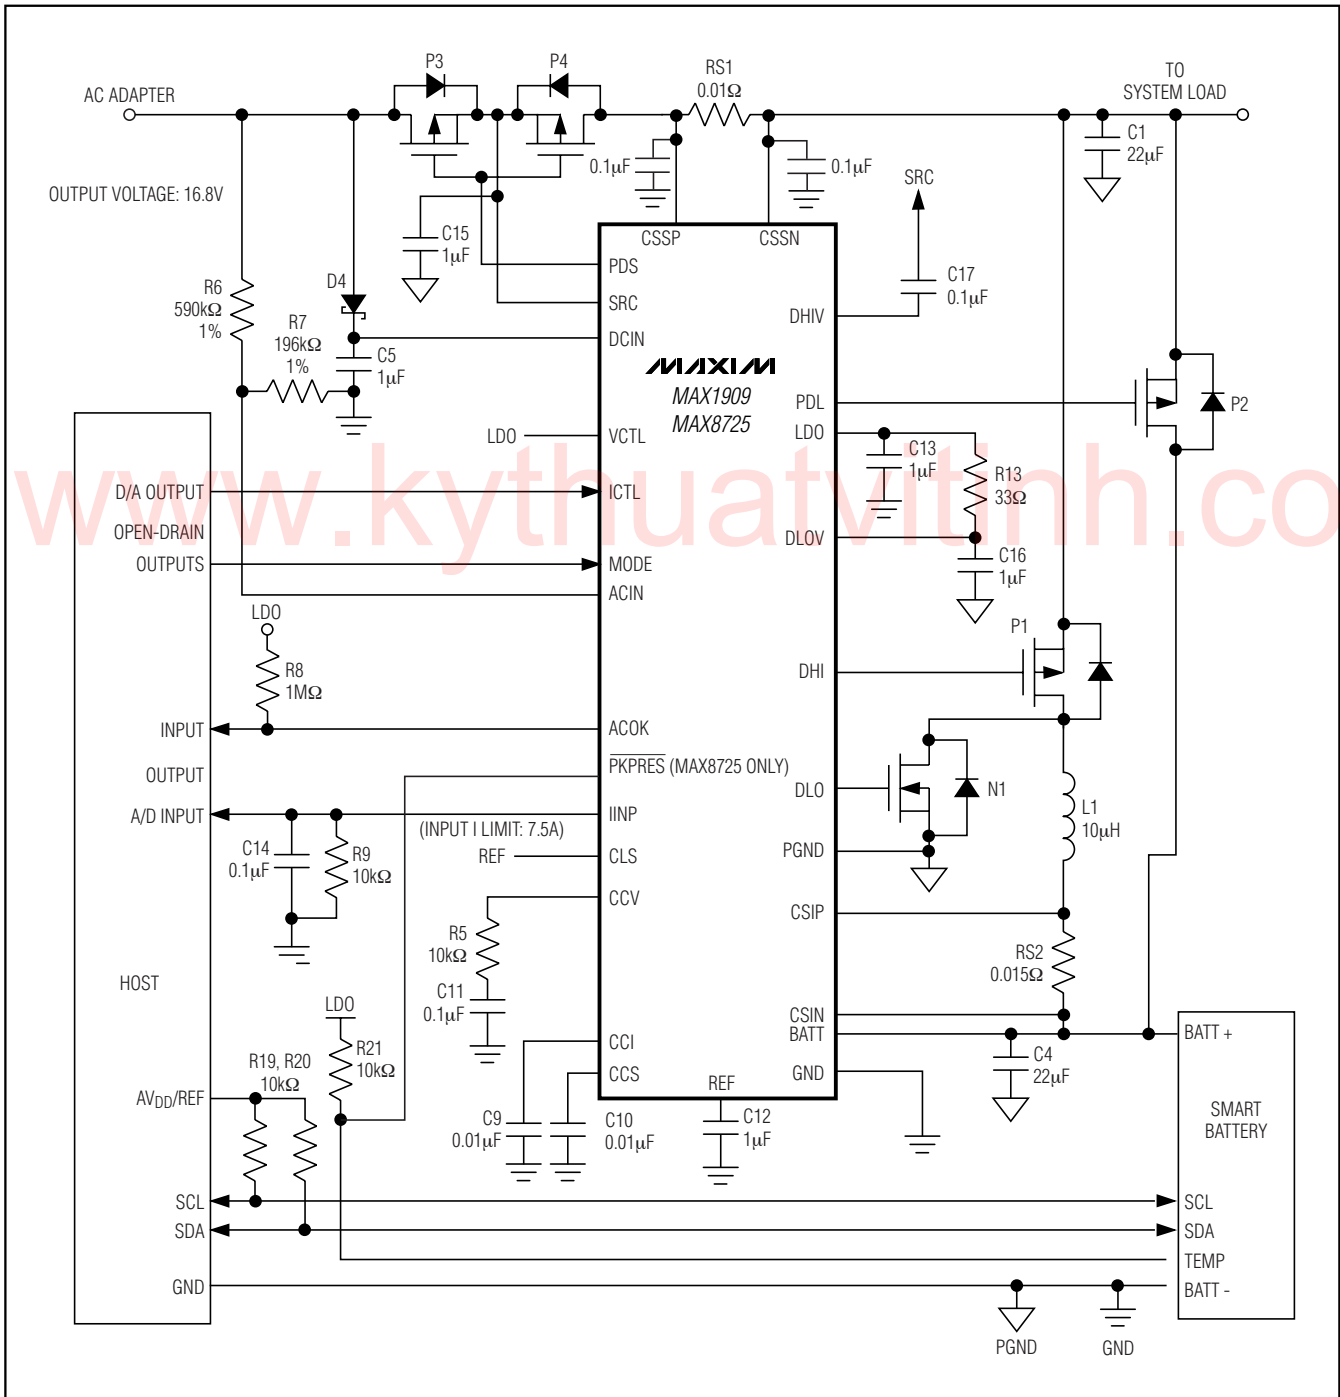 AC ADAPTER
P3
P4
RS1
0.01Ω
TO
SYSTEM LOAD
C1
22µF
0.1µF
0.1µF
OUTPUT VOLTAGE: 16.8V
SRC
CSSP
CSSN
C15
1µF
PDS
C17
0.1µF
R6
590kΩ
1%
D4
SRC
DHIV
R7
196kΩ
1%
DCIN
C5
1µF
MAXIM
MAX1909
MAX8725
PDL
P2
LDO
VCTL
LDO
C13
1µF
R13
33Ω
www.kythuatvitinh.co
D/A OUTPUT
ICTL
OPEN-DRAIN
OUTPUTS
MODE
DLOV
C16
1µF
ACIN
LDO
P1
R8
1MΩ
DHI
INPUT
ACOK
PKPRES (MAX8725 ONLY)
OUTPUT
DLO
N1
L1
10µH
A/D INPUT
IINP
(INPUT I LIMIT: 7.5A)
C14
0.1µF
R9
10kΩ
REF
CLS
PGND
CCV
CSIP
R5
10kΩ
RS2
0.015Ω
HOST
C11
0.1µF
LDO
CSIN
BATT
BATT +
R21
10kΩ
CCI
C4
22µF
R19, R20
10kΩ
CCS
REF
GND
AVDD/REF
C9
0.01µF
C10
0.01µF
C12
1µF
SMART
BATTERY
SCL
SCL
SDA
SDA
TEMP
GND
BATT -
PGND
GND